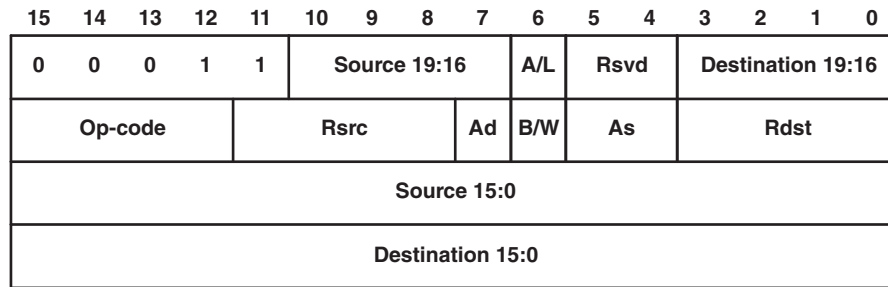 15 14 13 12 11 10 9 8 7 6 5 4 3 2 1 0
0 0 0 1 1 Source 19:16 A/L Rsvd Destination 19:16
Op-code Rsrc Ad B/W As Rdst
Source 15:0
Destination 15:0